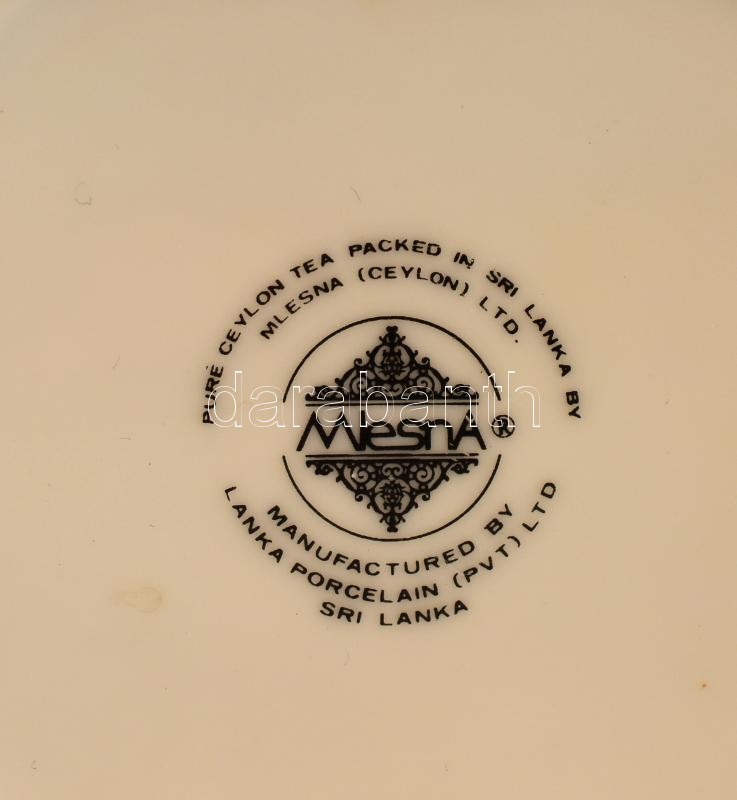 PURE CEYLON TEA PACKED IN SRI LANKA BY
MLESNA (CEYLON) LTD.
MlesnA ®
darabanth
MANUFACTURED BY
LANKA PORCELAIN (PVT) LTD
SRI LANKA